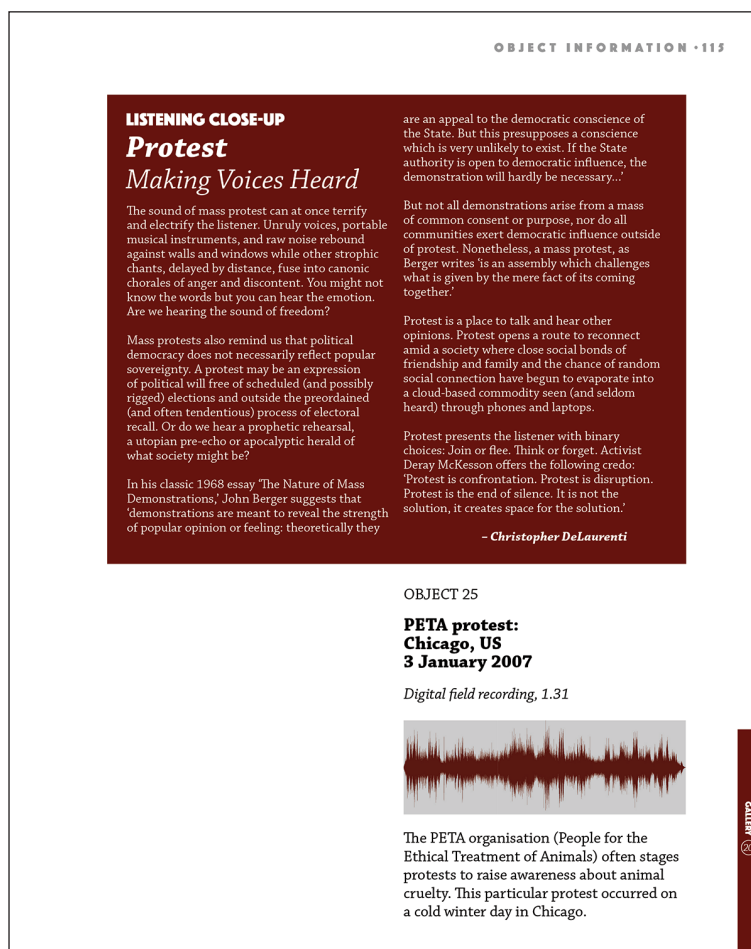 OBJECT INFORMATION • 115
LISTENING CLOSE-UP
Protest
Making Voices Heard
The sound of mass protest can at once terrify
and electrify the listener. Unruly voices, portable
musical instruments, and raw noise rebound
against walls and windows while other strophic
chants, delayed by distance, fuse into canonic
chorales of anger and discontent. You might not
know the words but you can hear the emotion.
Are we hearing the sound of freedom?
Mass protests also remind us that political
democracy does not necessarily reflect popular
sovereignty. A protest may be an expression
of political will free of scheduled (and possibly
rigged) elections and outside the preordained
(and often tendentious) process of electoral
recall. Or do we hear a prophetic rehearsal,
a utopian pre-echo or apocalyptic herald of
what society might be?
In his classic 1968 essay ‘The Nature of Mass
Demonstrations,’ John Berger suggests that
‘demonstrations are meant to reveal the strength
of popular opinion or feeling: theoretically they
are an appeal to the democratic conscience of
the State. But this presupposes a conscience
which is very unlikely to exist. If the State
authority is open to democratic influence, the
demonstration will hardly be necessary...’
But not all demonstrations arise from a mass
of common consent or purpose, nor do all
communities exert democratic influence outside
of protest. Nonetheless, a mass protest, as
Berger writes ‘is an assembly which challenges
what is given by the mere fact of its coming
together.’
Protest is a place to talk and hear other
opinions. Protest opens a route to reconnect
amid a society where close social bonds of
friendship and family and the chance of random
social connection have begun to evaporate into
a cloud-based commodity seen (and seldom
heard) through phones and laptops.
Protest presents the listener with binary
choices: Join or flee. Think or forget. Activist
Deray McKesson offers the following credo:
‘Protest is confrontation. Protest is disruption.
Protest is the end of silence. It is not the
solution, it creates space for the solution.’
– Christopher DeLaurenti
OBJECT 25
PETA protest:
Chicago, US
3 January 2007
Digital field recording, 1.31
The PETA organisation (People for the
Ethical Treatment of Animals) often stages
protests to raise awareness about animal
cruelty. This particular protest occurred on
a cold winter day in Chicago.
GALLERY
20